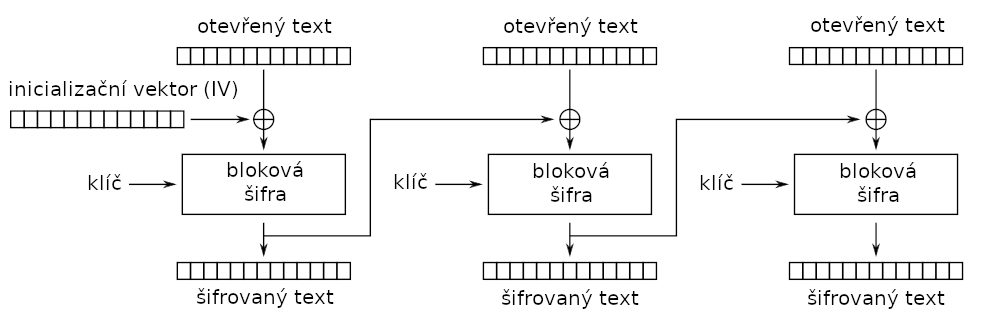 otevřený text
otevřený text
otevřený text
inicializační vektor (IV)
klíč
bloková
šifra
klíč
bloková
šifra
klíč
bloková
šifra
šifrovaný text
šifrovaný text
šifrovaný text